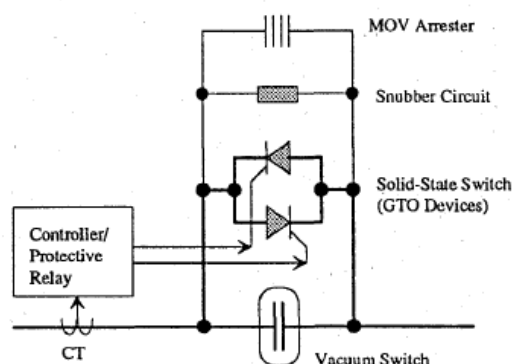 MOV Arrester
Snubber Circuit
Solid-State Switch
(GTO Devices)
Controller/
Protective
Relay
CT
Vacuum Switch